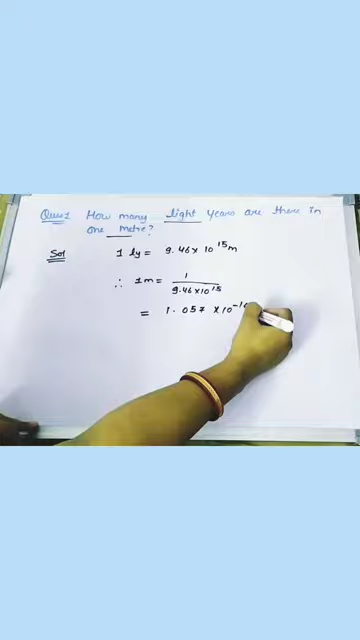 Ques1 How many light years are there in
one metre?
Sol 1 ly = 9.46 x 10^15 m
∴ 1m = 1 / 9.46 x 10^15
= 1.057 x 10^-16